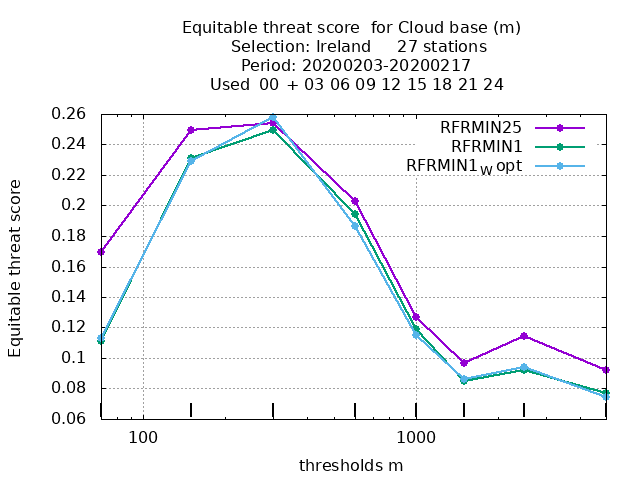 Equitable threat score  for Cloud base (m)
Selection: Ireland     27 stations
Period: 20200203-20200217
Used  00 + 03 06 09 12 15 18 21 24
RFRMIN25
RFRMIN1
RFRMIN1W opt
Equitable threat score
0.26
0.24
0.22
0.2
0.18
0.16
0.14
0.12
0.1
0.08
0.06
100
1000
thresholds m